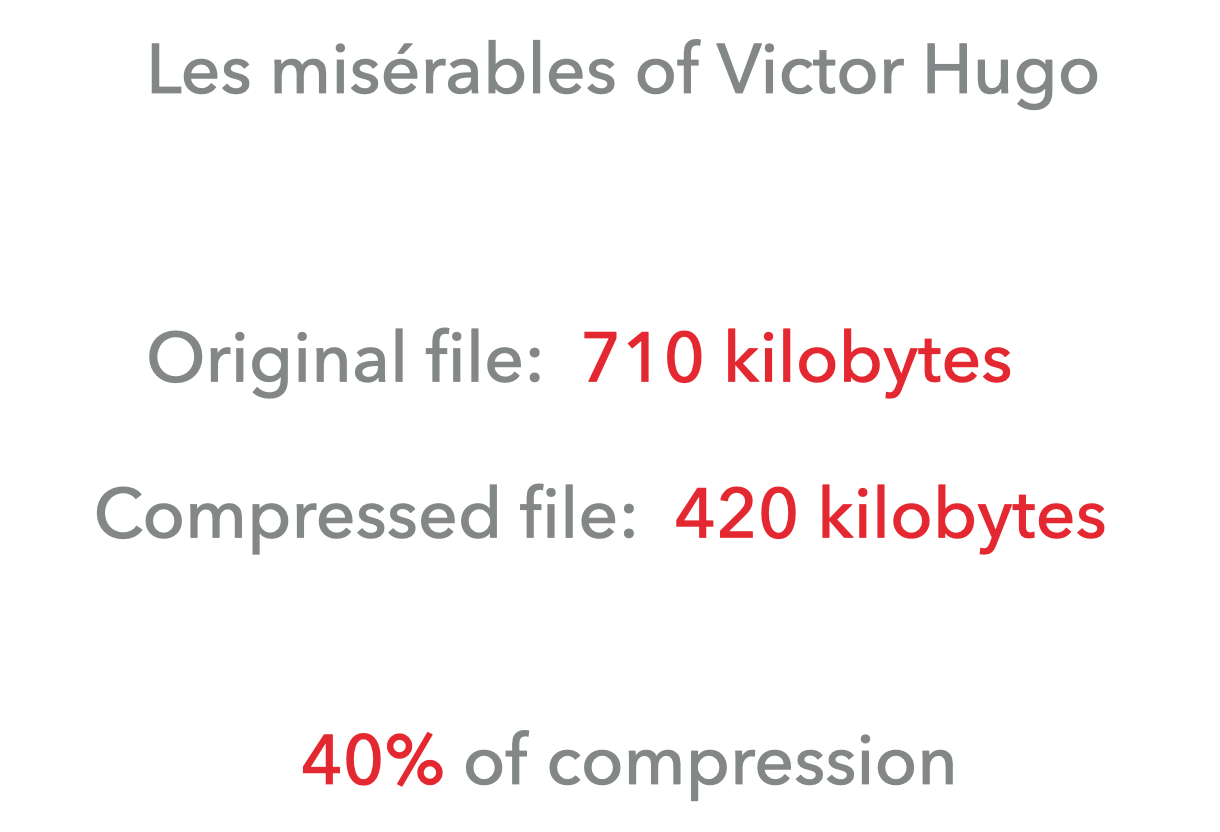 Les misérables of Victor Hugo
Original file: 710 kilobytes
Compressed file: 420 kilobytes
40% of compression